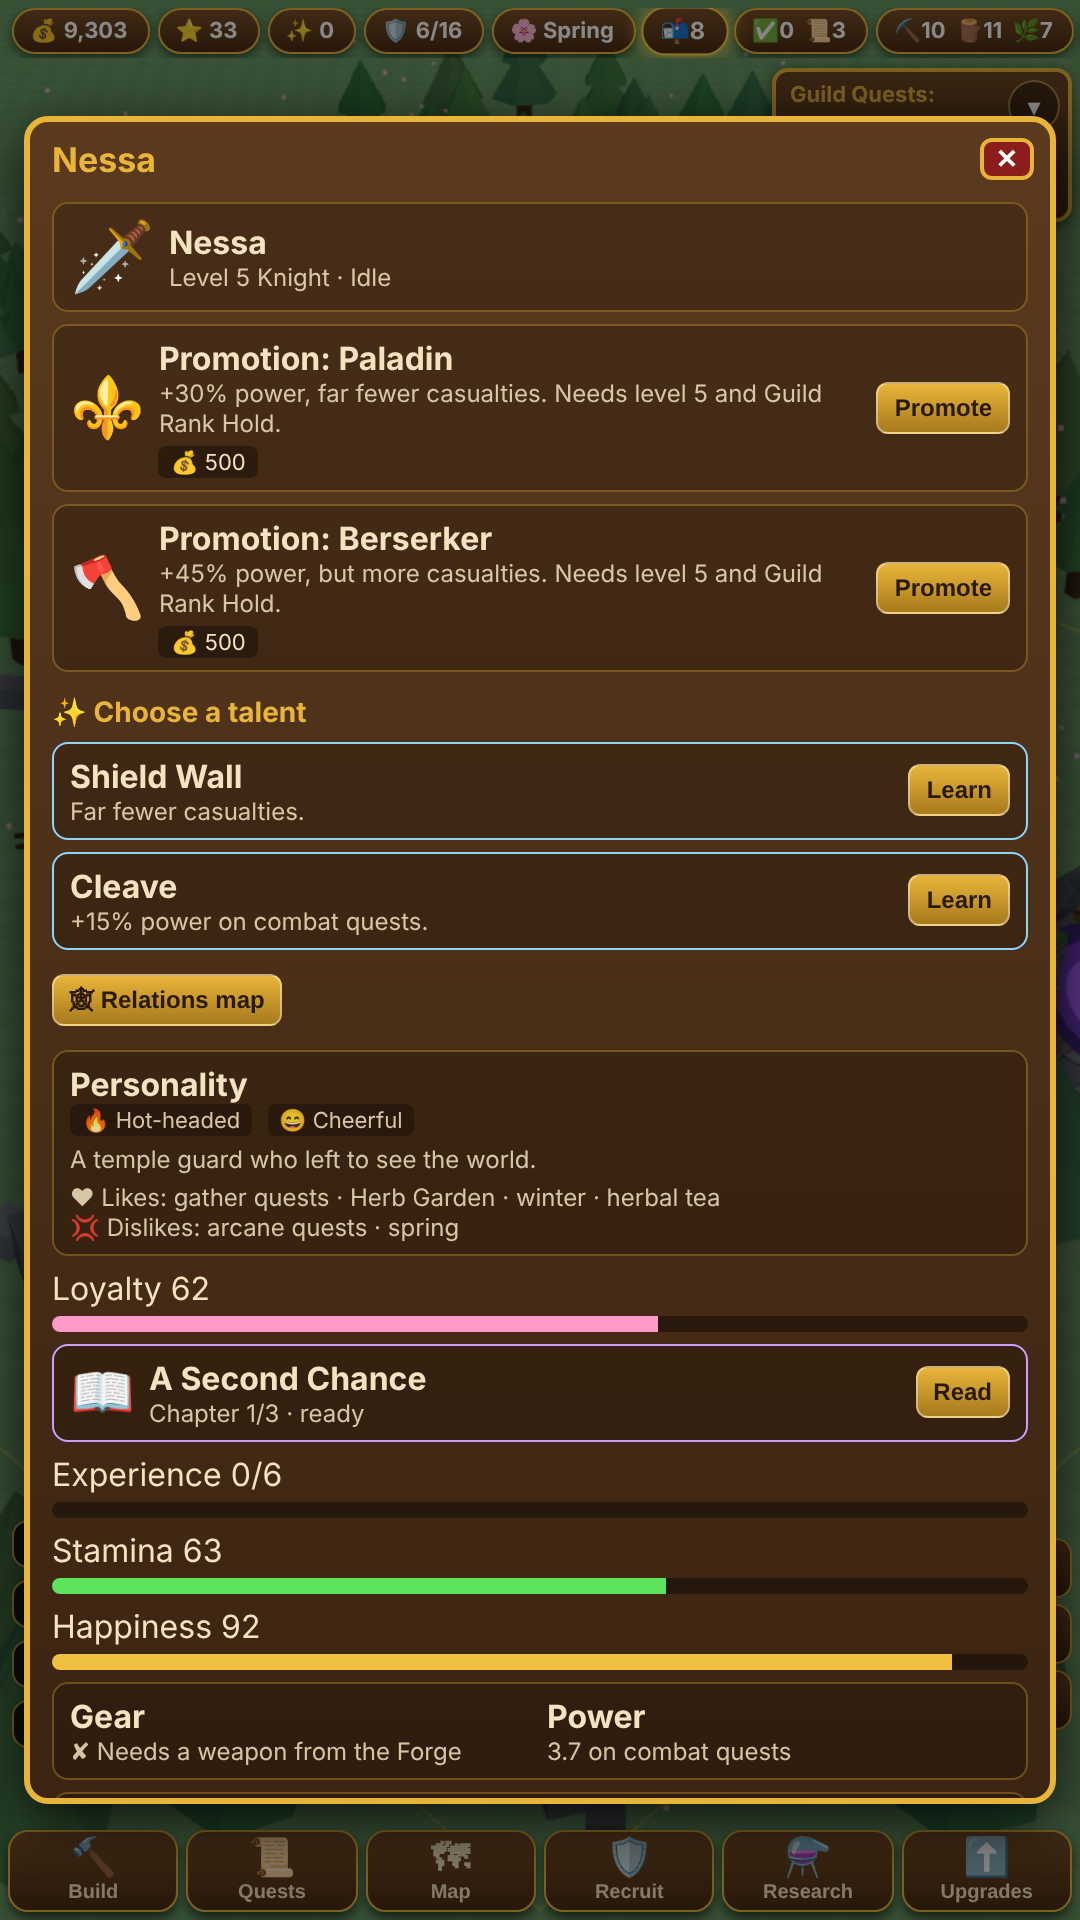 9,303 33 0 6/16 Spring 8 0 3 10 11 7
Guild Quests:
Nessa
Nessa
Level 5 Knight · Idle
Promotion: Paladin
+30% power, far fewer casualties. Needs level 5 and Guild
Rank Hold.
Promote
500
Promotion: Berserker
+45% power, but more casualties. Needs level 5 and Guild
Rank Hold.
Promote
500
Choose a talent
Shield Wall
Far fewer casualties.
Learn
Cleave
+15% power on combat quests.
Learn
Relations map
Personality
Hot-headed Cheerful
A temple guard who left to see the world.
Likes: gather quests · Herb Garden · winter · herbal tea
Dislikes: arcane quests · spring
Loyalty 62
A Second Chance
Chapter 1/3 · ready
Read
Experience 0/6
Stamina 63
Happiness 92
Gear Power
✘ Needs a weapon from the Forge 3.7 on combat quests
Build Quests Map Recruit Research Upgrades